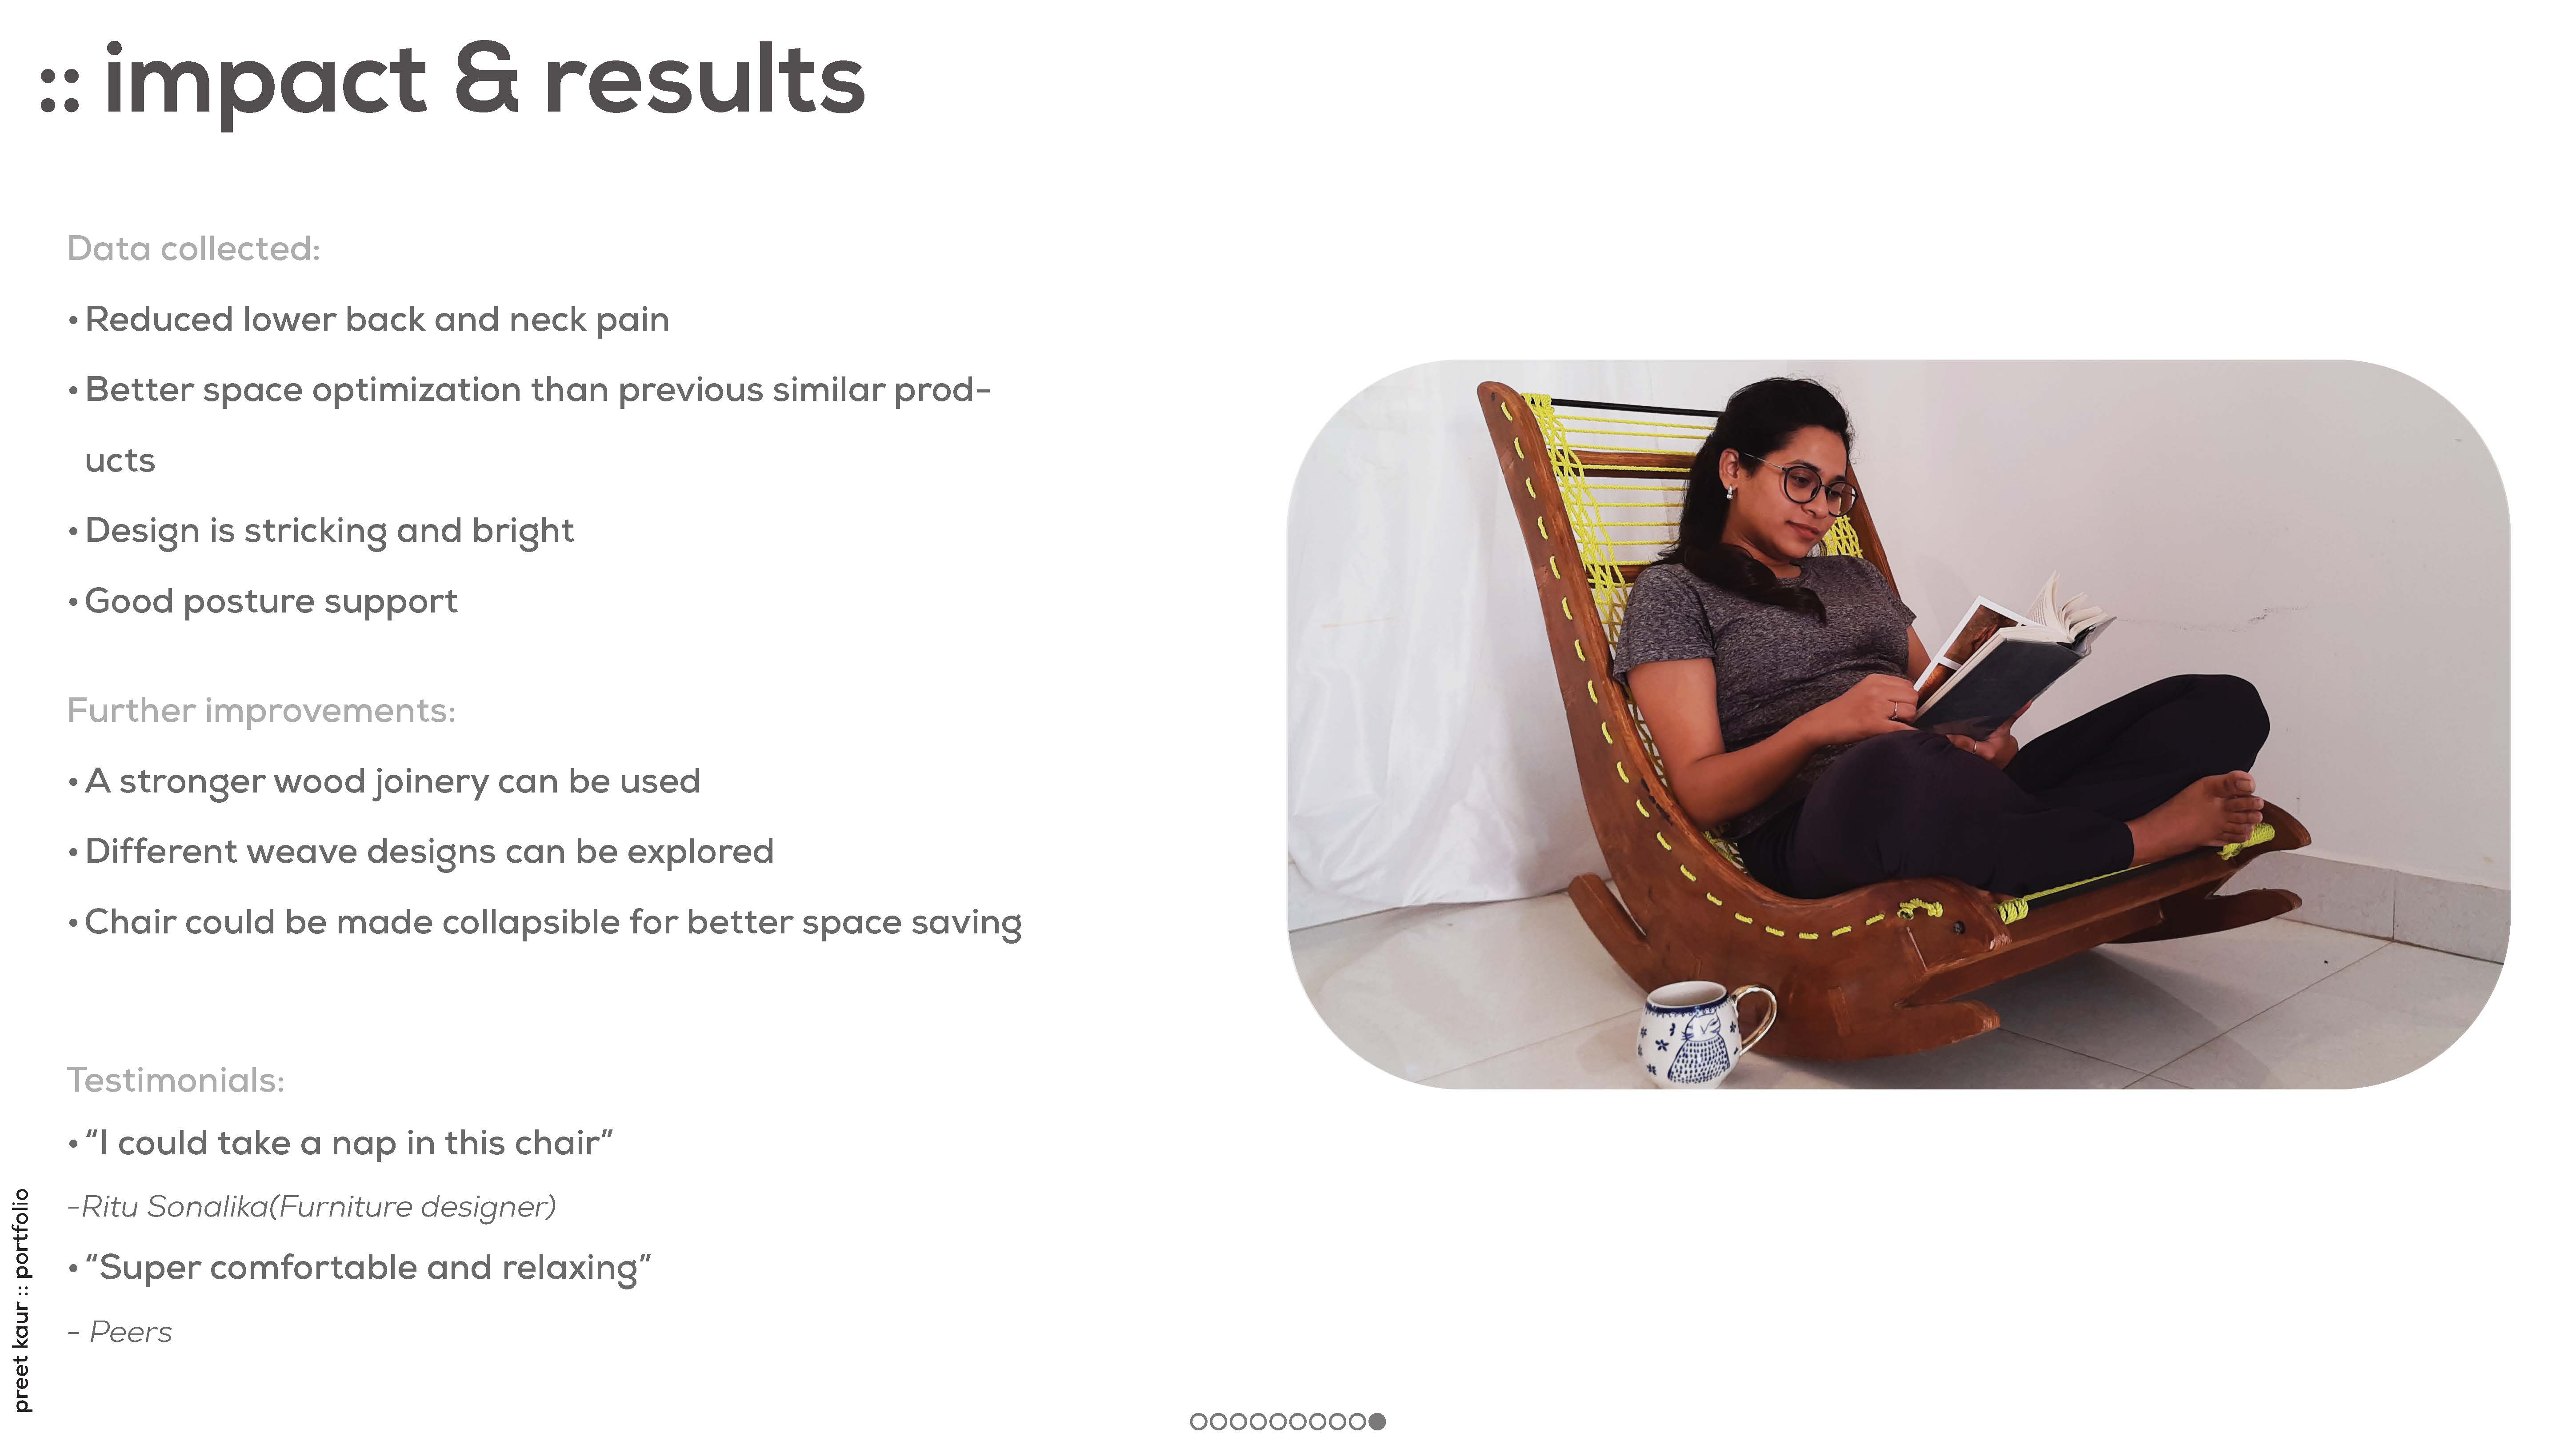 :: impact & results
Data collected:
• Reduced lower back and neck pain
• Better space optimization than previous similar prod-
ucts
• Design is stricking and bright
• Good posture support
Further improvements:
• A stronger wood joinery can be used
• Different weave designs can be explored
• Chair could be made collapsible for better space saving
Testimonials:
• “I could take a nap in this chair”
-Ritu Sonalika(Furniture designer)
• “Super comfortable and relaxing”
- Peers
preet kaur :: portfolio